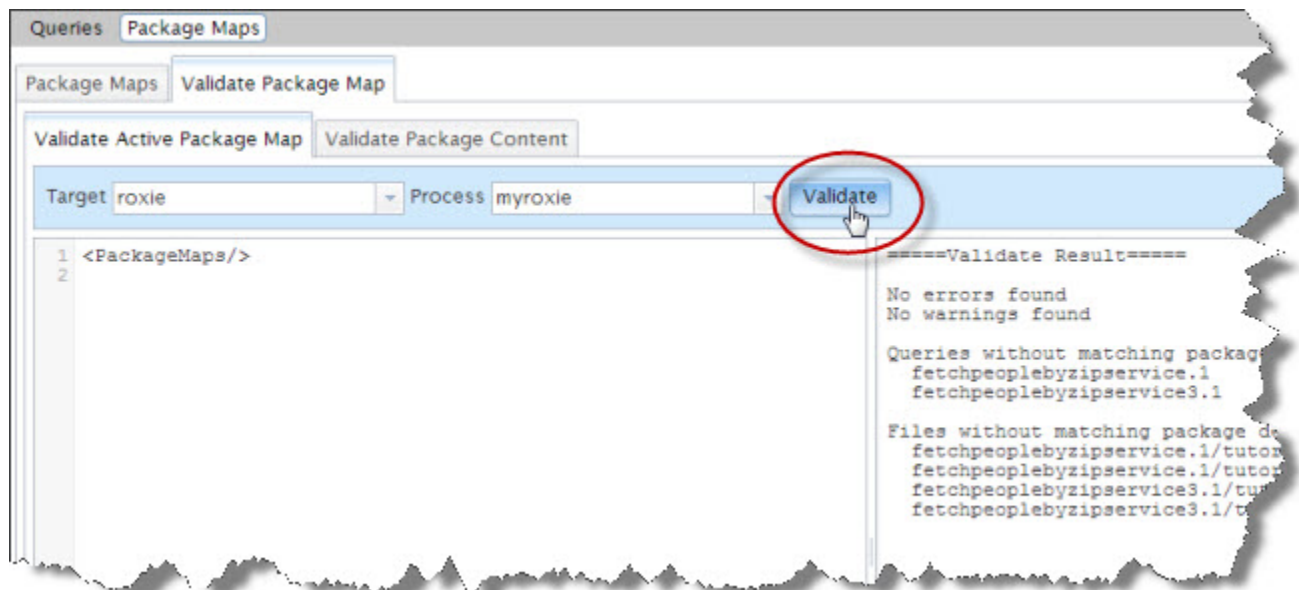 Queries Package Maps
Package Maps Validate Package Map
Validate Active Package Map Validate Package Content
Target roxie Process myroxie Validate
1 <PackageMaps/>
2
=====Validate Result=====
No errors found
No warnings found
Queries without matching
fetchpeoplebyzipservice.1
fetchpeoplebyzipservice3.1
Files without matching package
fetchpeoplebyzipservice.1/
fetchpeoplebyzipservice.1/
fetchpeoplebyzipservice3.1/
fetchpeoplebyzipservice3.1/